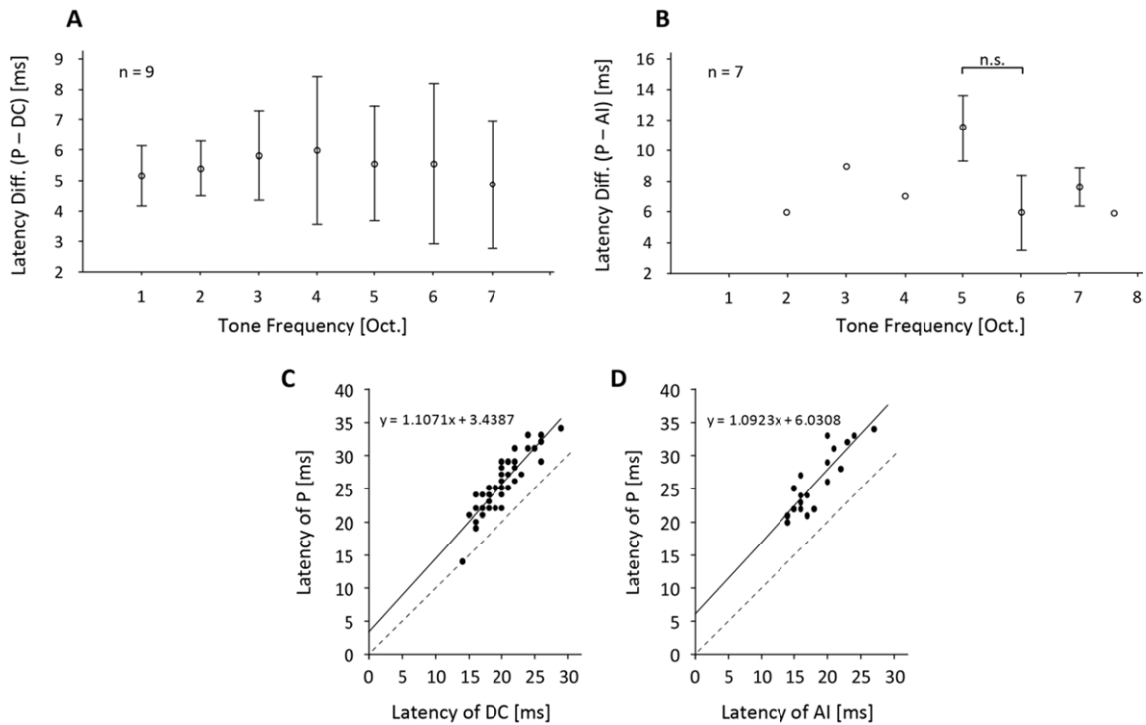 A
n = 9
Latency Diff. (P – DC) [ms]
9
8
7
6
5
4
3
2
1 2 3 4 5 6 7
Tone Frequency [Oct.]
B
n = 7
n.s.
Latency Diff. (P – AI) [ms]
16
14
12
10
8
6
4
2
1 2 3 4 5 6 7 8
Tone Frequency [Oct.]
C
y = 1.1071x + 3.4387
Latency of P [ms]
40
35
30
25
20
15
10
5
0
0 5 10 15 20 25 30
Latency of DC [ms]
D
y = 1.0923x + 6.0308
Latency of P [ms]
40
35
30
25
20
15
10
5
0
0 5 10 15 20 25 30
Latency of AI [ms]